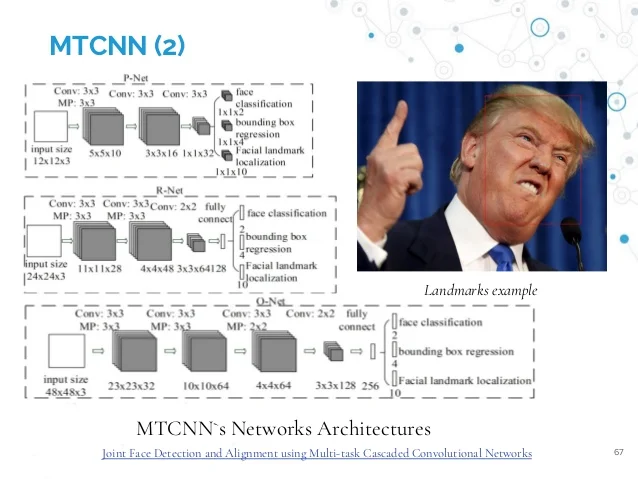 MTCNN (2)
P-Net
Conv: 3x3 Conv: 3x3 Conv: 3x3
MP: 3x3
face
classification
1x1x2
bounding box
regression
1x1x4
Facial landmark
localization
1x1x10
input size
12x12x3
5x5x10 3x3x16 1x1x32
R-Net
Conv: 3x3 Conv: 3x3 Conv: 2x2 fully
MP: 3x3 MP: 3x3 connect
face classification
2
bounding box
regression
4
Facial landmark
localization
10
input size
24x24x3
11x11x28 4x4x48 3x3x64 128
Landmarks example
O-Net
Conv: 3x3 Conv: 3x3 Conv: 3x3 Conv: 2x2 fully
MP: 3x3 MP: 3x3 MP: 2x2 connect
face classification
2
bounding box regression
4
Facial landmark localization
10
input size
48x48x3
23x23x32 10x10x64 4x4x64 3x3x128 256
MTCNN`s Networks Architectures
Joint Face Detection and Alignment using Multi-task Cascaded Convolutional Networks
67